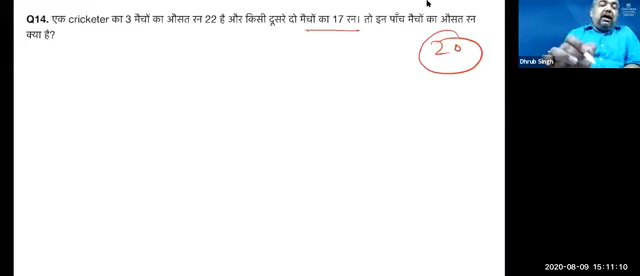 Q14. एक cricketer का 3 मैचों का औसत रन 22 है और किसी दूसरे दो मैचों का 17 रन। तो इन पाँच मैचों का औसत रन
क्या है?
20
Dhrub Singh
2020-08-09 15:11:10